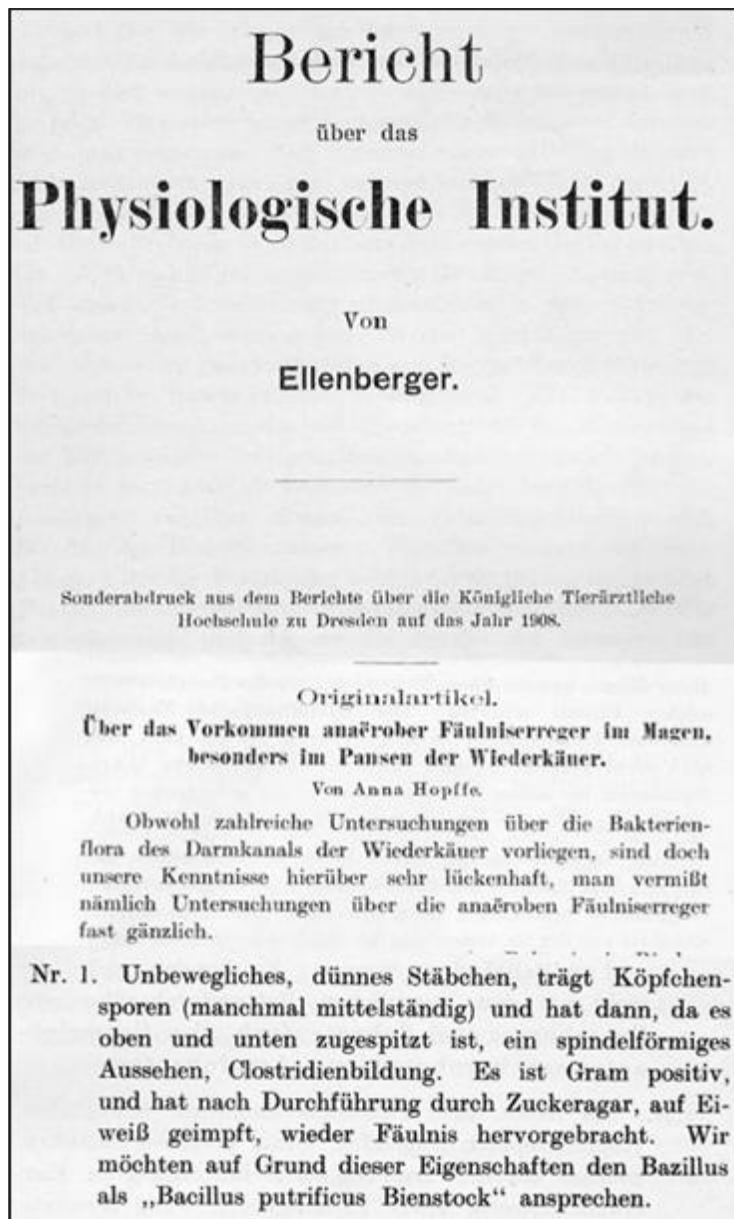 Bericht
über das
Physiologische Institut.
Von
Ellenberger.
Sonderabdruck aus dem Berichte über die Königliche Tierärztliche
Hochschule zu Dresden auf das Jahr 1908.
Originalartikel.
Über das Vorkommen anaërober Fäulniserreger im Magen,
besonders im Pansen der Wiederkäuer.
Von Anna Hopffe.
Obwohl zahlreiche Untersuchungen über die Bakterien-
flora des Darmkanals der Wiederkäuer vorliegen, sind doch
unsere Kenntnisse hierüber sehr lückenhaft, man vermißt
nämlich Untersuchungen über die anaëroben Fäulniserreger
fast gänzlich.
Nr. 1. Unbewegliches, dünnes Stäbchen, trägt Köpfchen-
sporen (manchmal mittelständig) und hat dann, da es
oben und unten zugespitzt ist, ein spindelförmiges
Aussehen, Clostridienbildung. Es ist Gram positiv,
und hat nach Durchführung durch Zuckeragar, auf Ei-
weiß geimpft, wieder Fäulnis hervorgebracht. Wir
möchten auf Grund dieser Eigenschaften den Bazillus
als „Bacillus putrificus Bienstock“ ansprechen.